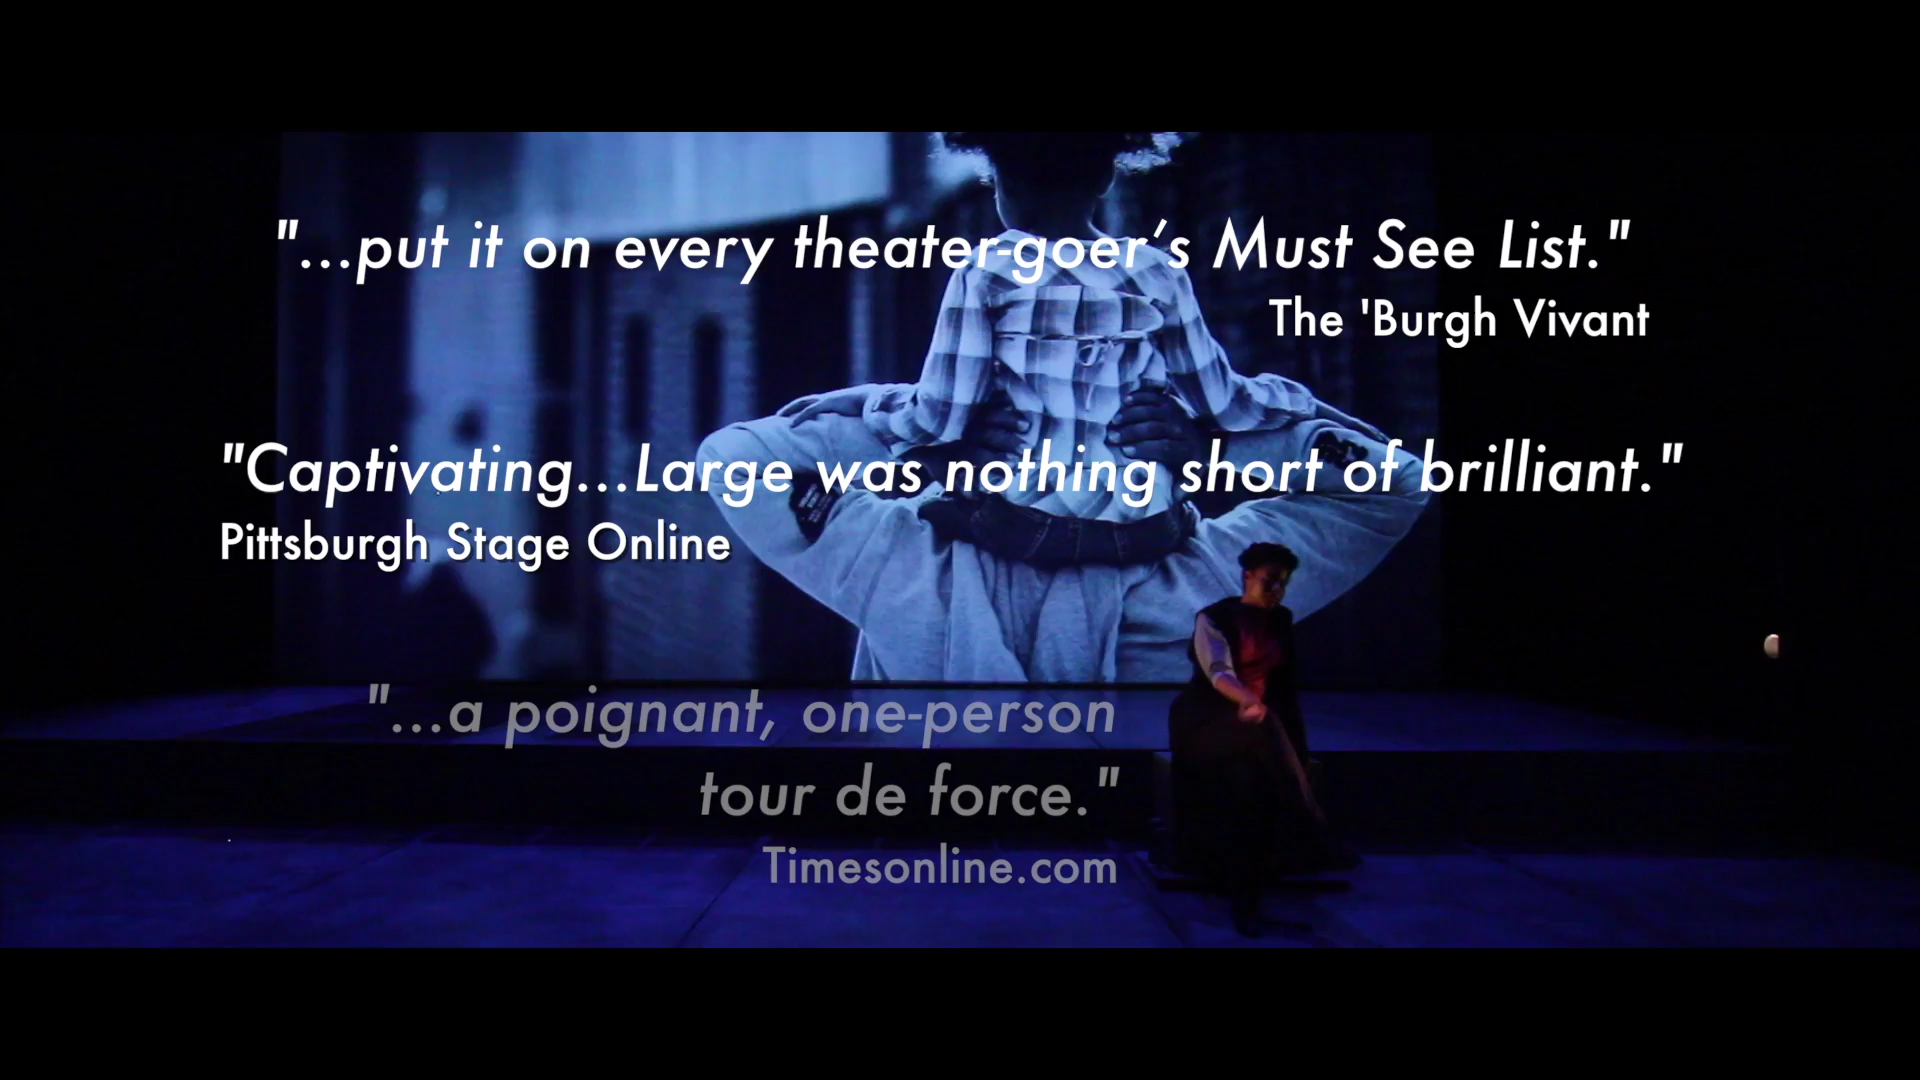 "...put it on every theater-goer’s Must See List."
The 'Burgh Vivant
"Captivating...Large was nothing short of brilliant."
Pittsburgh Stage Online
"...a poignant, one-person
tour de force."
Timesonline.com